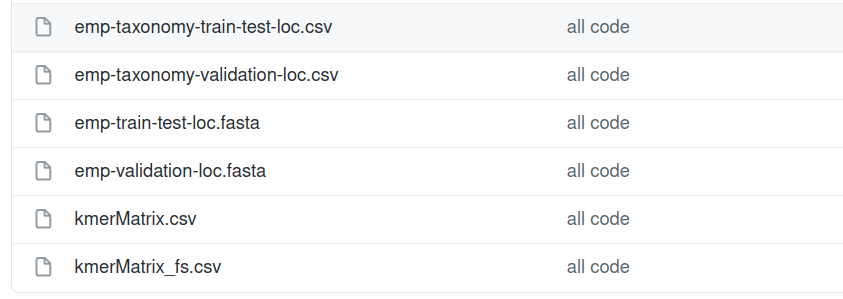 emp-taxonomy-train-test-loc.csv all code
emp-taxonomy-validation-loc.csv all code
emp-train-test-loc.fasta all code
emp-validation-loc.fasta all code
kmerMatrix.csv all code
kmerMatrix_fs.csv all code